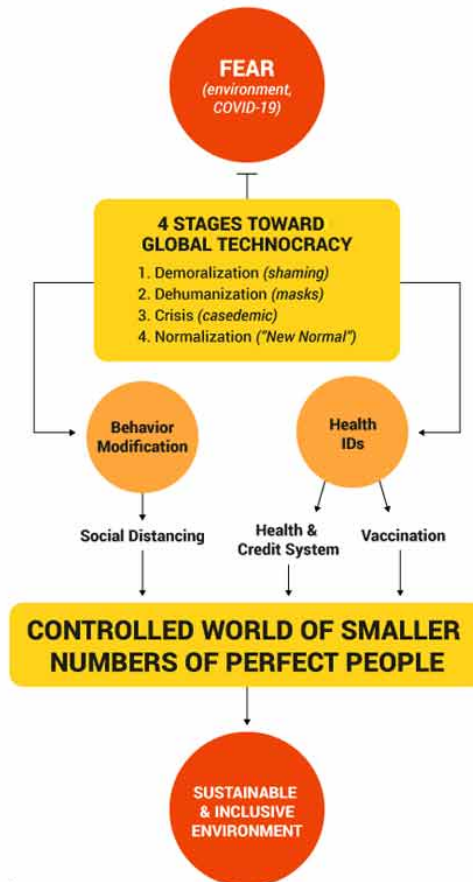 FEAR
(environment,
COVID-19)
4 STAGES TOWARD
GLOBAL TECHNOCRACY
1. Demoralization (shaming)
2. Dehumanization (masks)
3. Crisis (casedemic)
4. Normalization ("New Normal")
Behavior
Modification
Health
IDs
Social Distancing
Health &
Credit System
Vaccination
CONTROLLED WORLD OF SMALLER
NUMBERS OF PERFECT PEOPLE
SUSTAINABLE
& INCLUSIVE
ENVIRONMENT